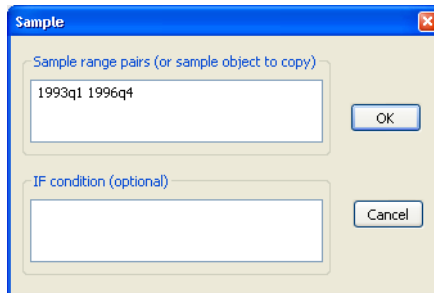 Sample
Sample range pairs (or sample object to copy)
1993q1 1996q4
OK
IF condition (optional)
Cancel